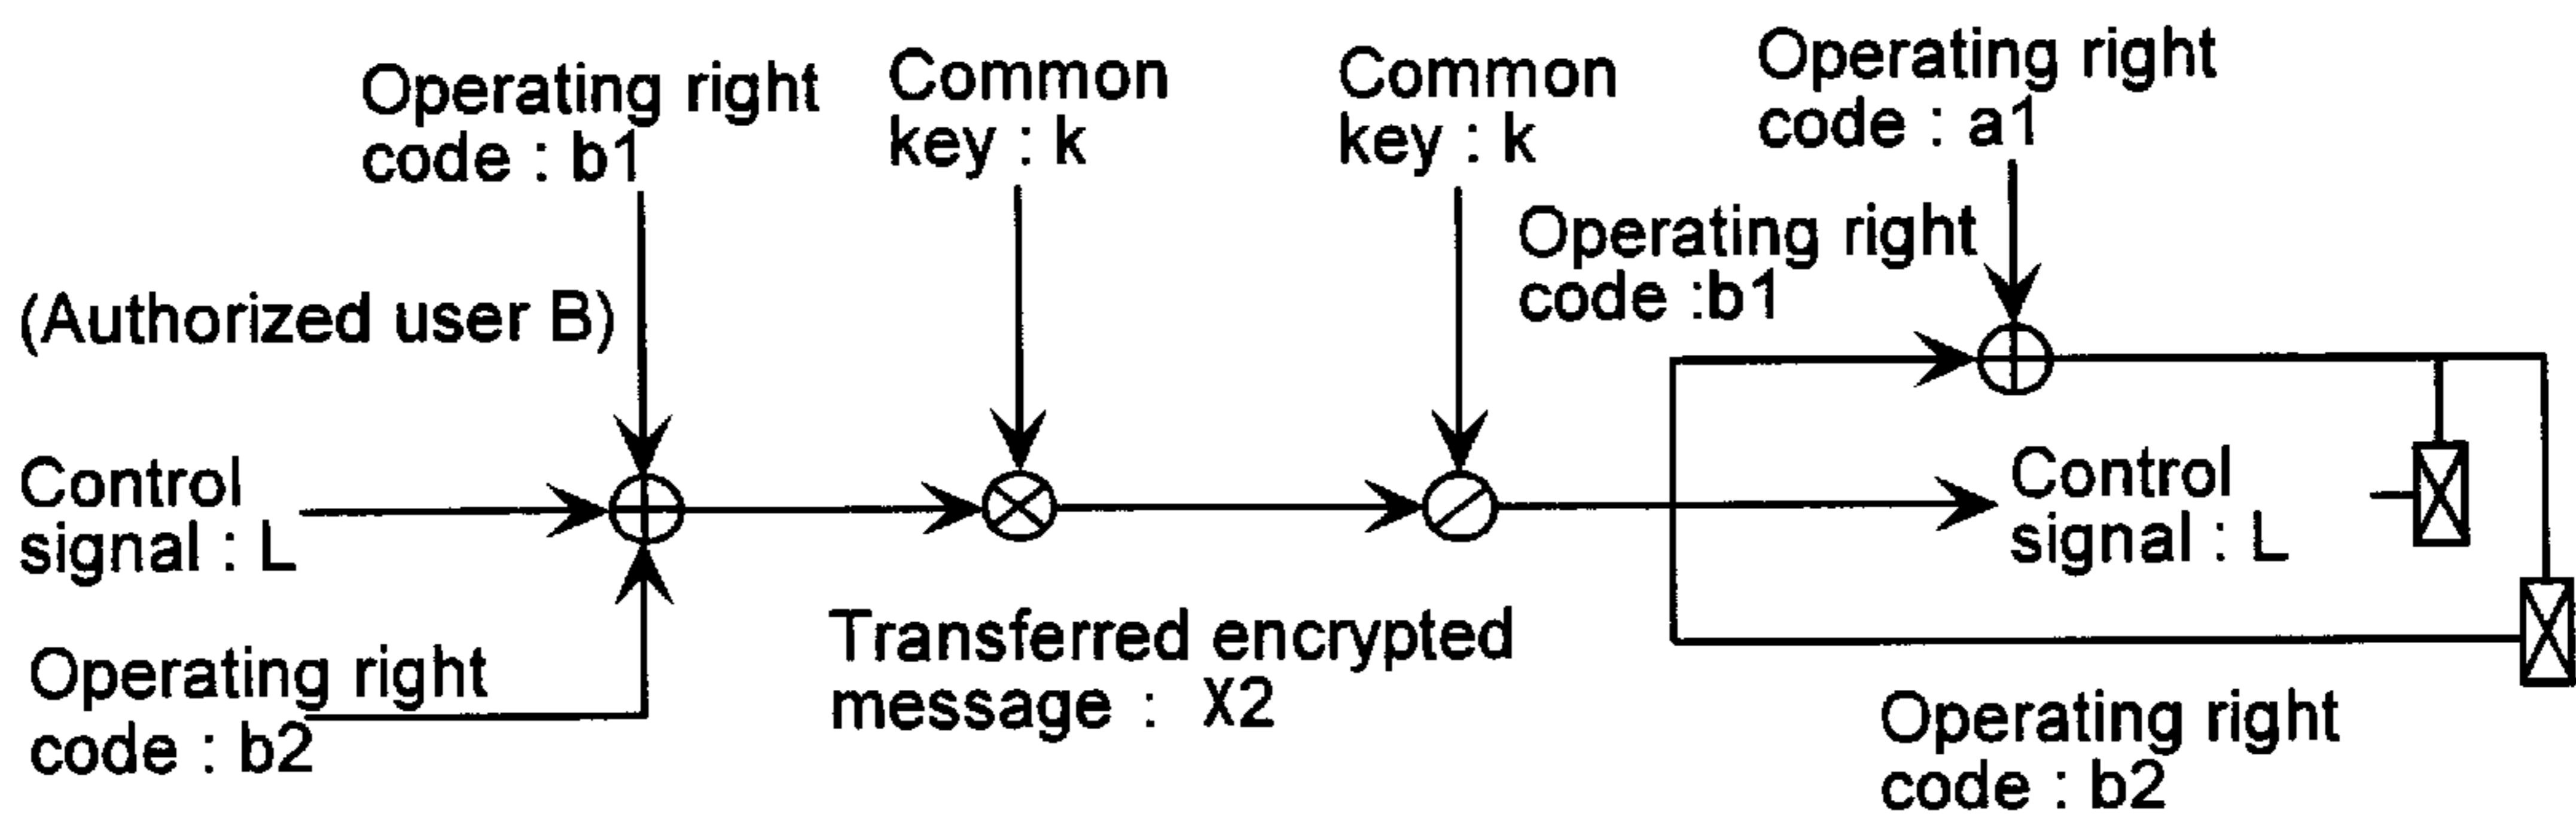 Operating right
code : b1
Common
key : k
Common
key : k
Operating right
code : a1
Operating right
code :b1
(Authorized user B)
Control
signal : L
Control
signal : L
Operating right
code : b2
Transferred encrypted
message : X2
Operating right
code : b2